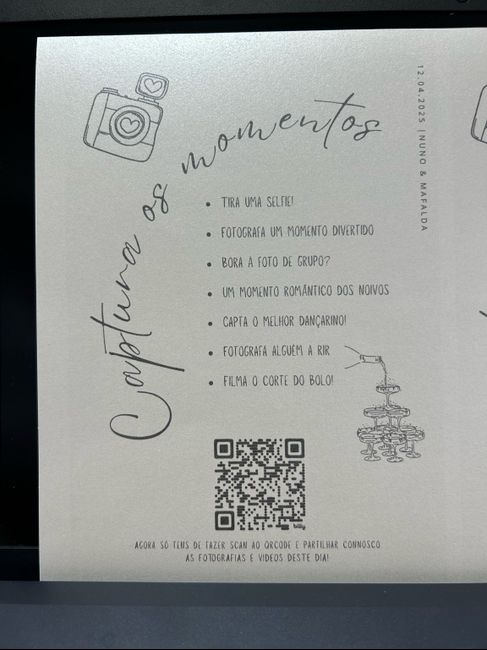 Captura os momentos
12.04.2025 | NUNO & MAFALDA
• TIRA UMA SELFIE!
• FOTOGRAFA UM MOMENTO DIVERTIDO
• BORA A FOTO DE GRUPO?
• UM MOMENTO ROMÂNTICO DOS NOIVOS
• CAPTA O MELHOR DANÇARINO!
• FOTOGRAFA ALGUÉM A RIR
• FILMA O CORTE DO BOLO!
AGORA SÓ TENS DE FAZER SCAN AO QRCODE E PARTILHAR CONNOSCO
AS FOTOGRAFIAS E VIDEOS DESTE DIA!